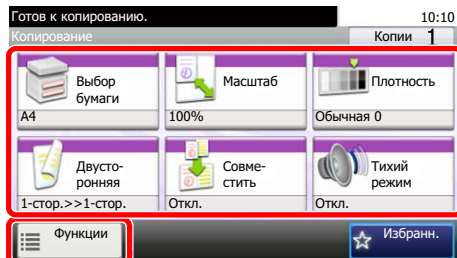 Готов к копированию.
10:10
Копирование
Копии 1
Выбор
бумаги
A4
Масштаб
100%
Плотность
Обычная 0
Двусто-
ронняя
1-стор.>>1-стор.
Совме-
стить
Откл.
Тихий
режим
Откл.
Функции
Избранн.